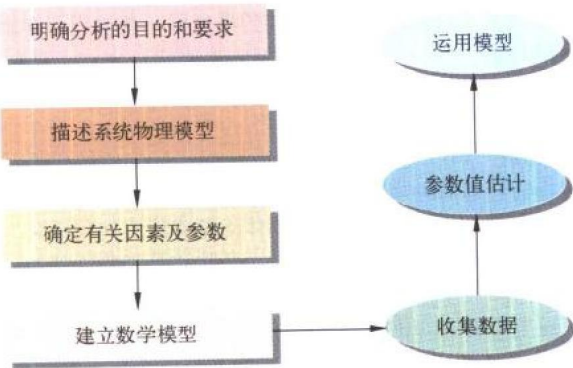 明确分析的目的和要求
描述系统物理模型
确定有关因素及参数
建立数学模型
收集数据
参数值估计
运用模型